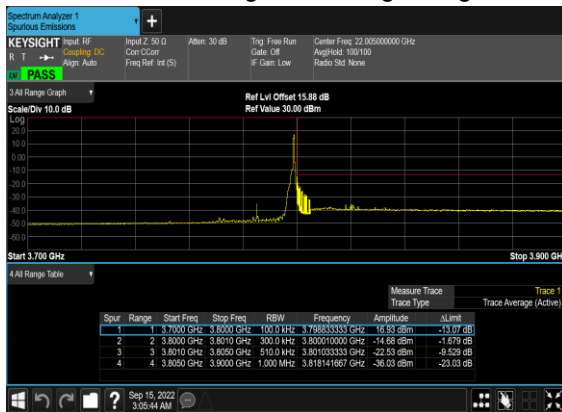 Spectrum Analyzer 1
Spurious Emissions
KEYSIGHT Input: RF Input Z: 50 Ω Atten: 30 dB Trig: Free Run Center Freq: 22.005000000 GHz
R T Coupling: DC Corr CCorr Gate: Off Avg|Hold: 100/100
Align: Auto Freq Ref: Int (S) IF Gain: Low Radio Std: None
PASS
3 All Range Graph
Ref Lvl Offset 15.88 dB
Scale/Div 10.0 dB Ref Value 30.00 dBm
Log
20.0
10.0
0.00
-10.0
-20.0
-30.0
-40.0
-50.0
-60.0
Start 3.700 GHz Stop 3.900 GH
4 All Range Table
Measure Trace Trace 1
Trace Type Trace Average (Active)
Spur Range Start Freq Stop Freq RBW Frequency Amplitude ΔLimit
1 1 3.7000 GHz 3.8000 GHz 100.0 kHz 3.798833333 GHz 16.93 dBm -13.07 dB
2 2 3.8000 GHz 3.8010 GHz 300.0 kHz 3.800010000 GHz -14.68 dBm -1.679 dB
3 3 3.8010 GHz 3.8050 GHz 510.0 kHz 3.801033333 GHz -22.53 dBm -9.529 dB
4 4 3.8050 GHz 3.9000 GHz 1.000 MHz 3.818141667 GHz -36.03 dBm -23.03 dB
Sep 15, 2022
3:05:44